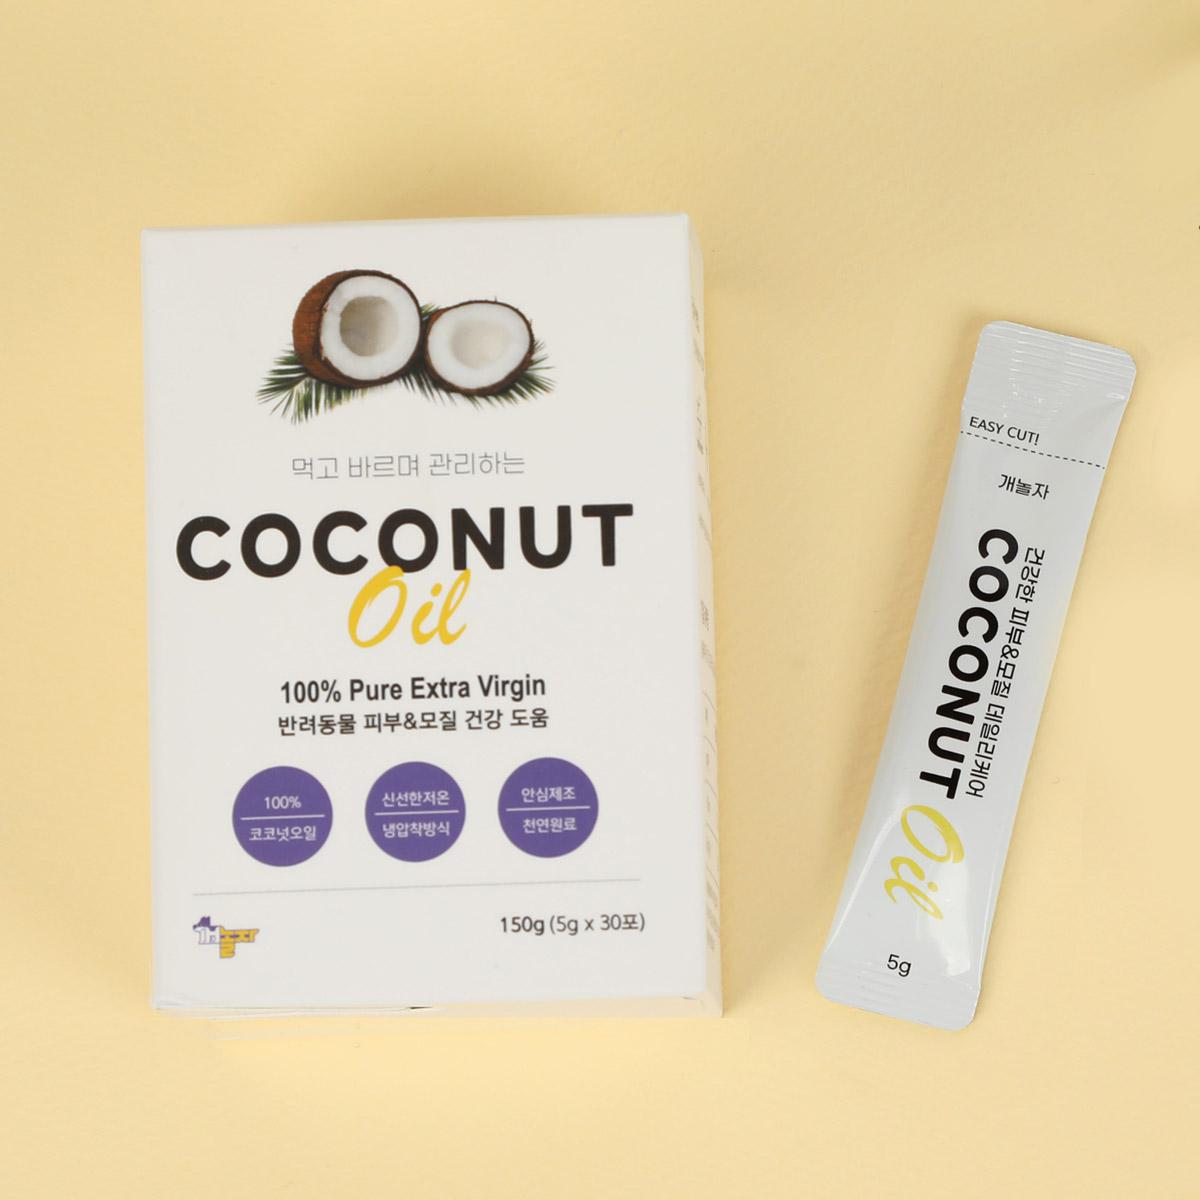 먹고 바르며 관리하는
COCONUT
Oil
100% Pure Extra Virgin
반려동물 피부&모질 건강 도움
100%
코코넛오일
신선한저온
냉압착방식
안심제조
천연원료
개놀자
150g (5g x 30포)
EASY CUT!
개놀자
건강한 피부&모질 데일리케어
COCONUT
Oil
5g